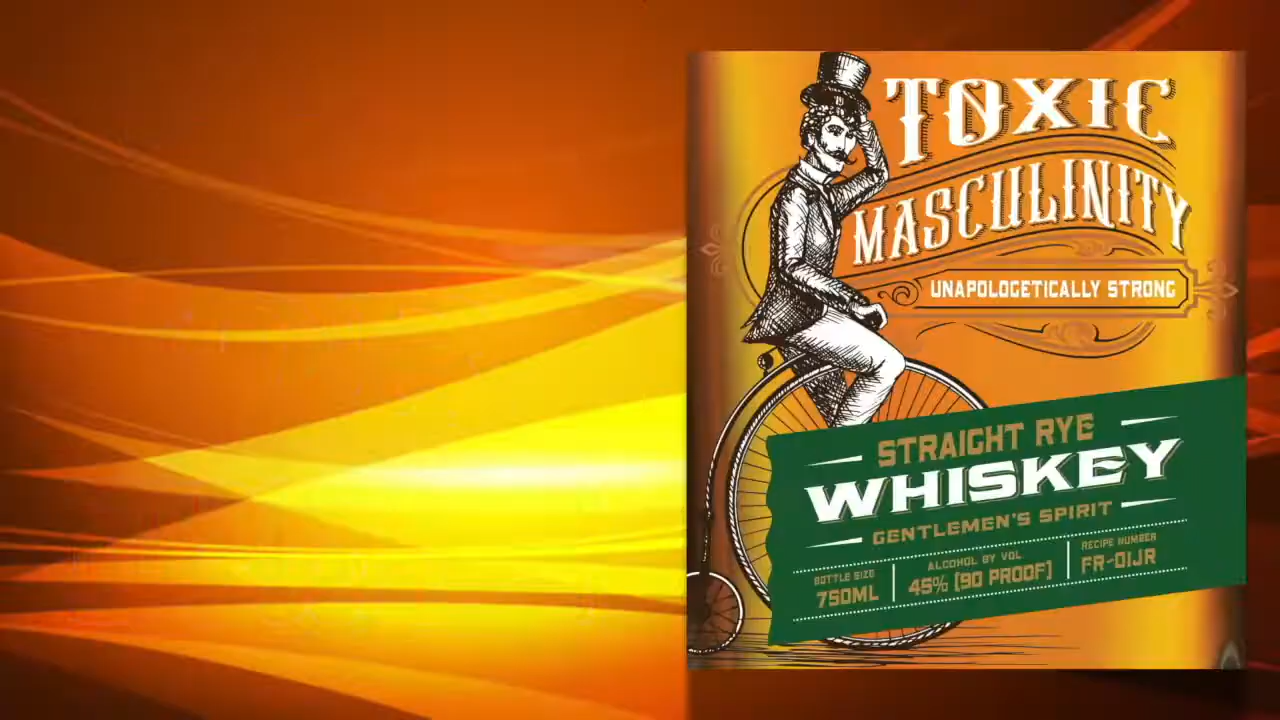 TOXIC
MASCULINITY
UNAPOLOGETICALLY STRONG
STRAIGHT RYE
WHISKEY
GENTLEMEN'S SPIRIT
BOTTLE SIZE
750ML
ALCOHOL BY VOL
45% [90 PROOF]
RECIPE NUMBER
FR-01JR